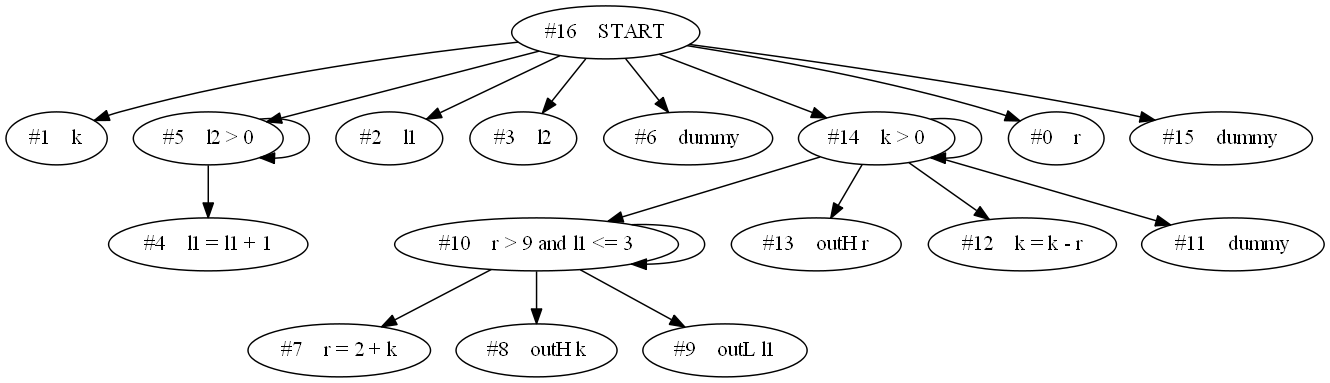 #16 START
#1 k
#5 l2 > 0
#2 l1
#3 l2
#6 dummy
#14 k > 0
#0 r
#15 dummy
#4 l1 = l1 + 1
#10 r > 9 and l1 <= 3
#13 outH r
#12 k = k - r
#11 dummy
#7 r = 2 + k
#8 outH k
#9 outL l1